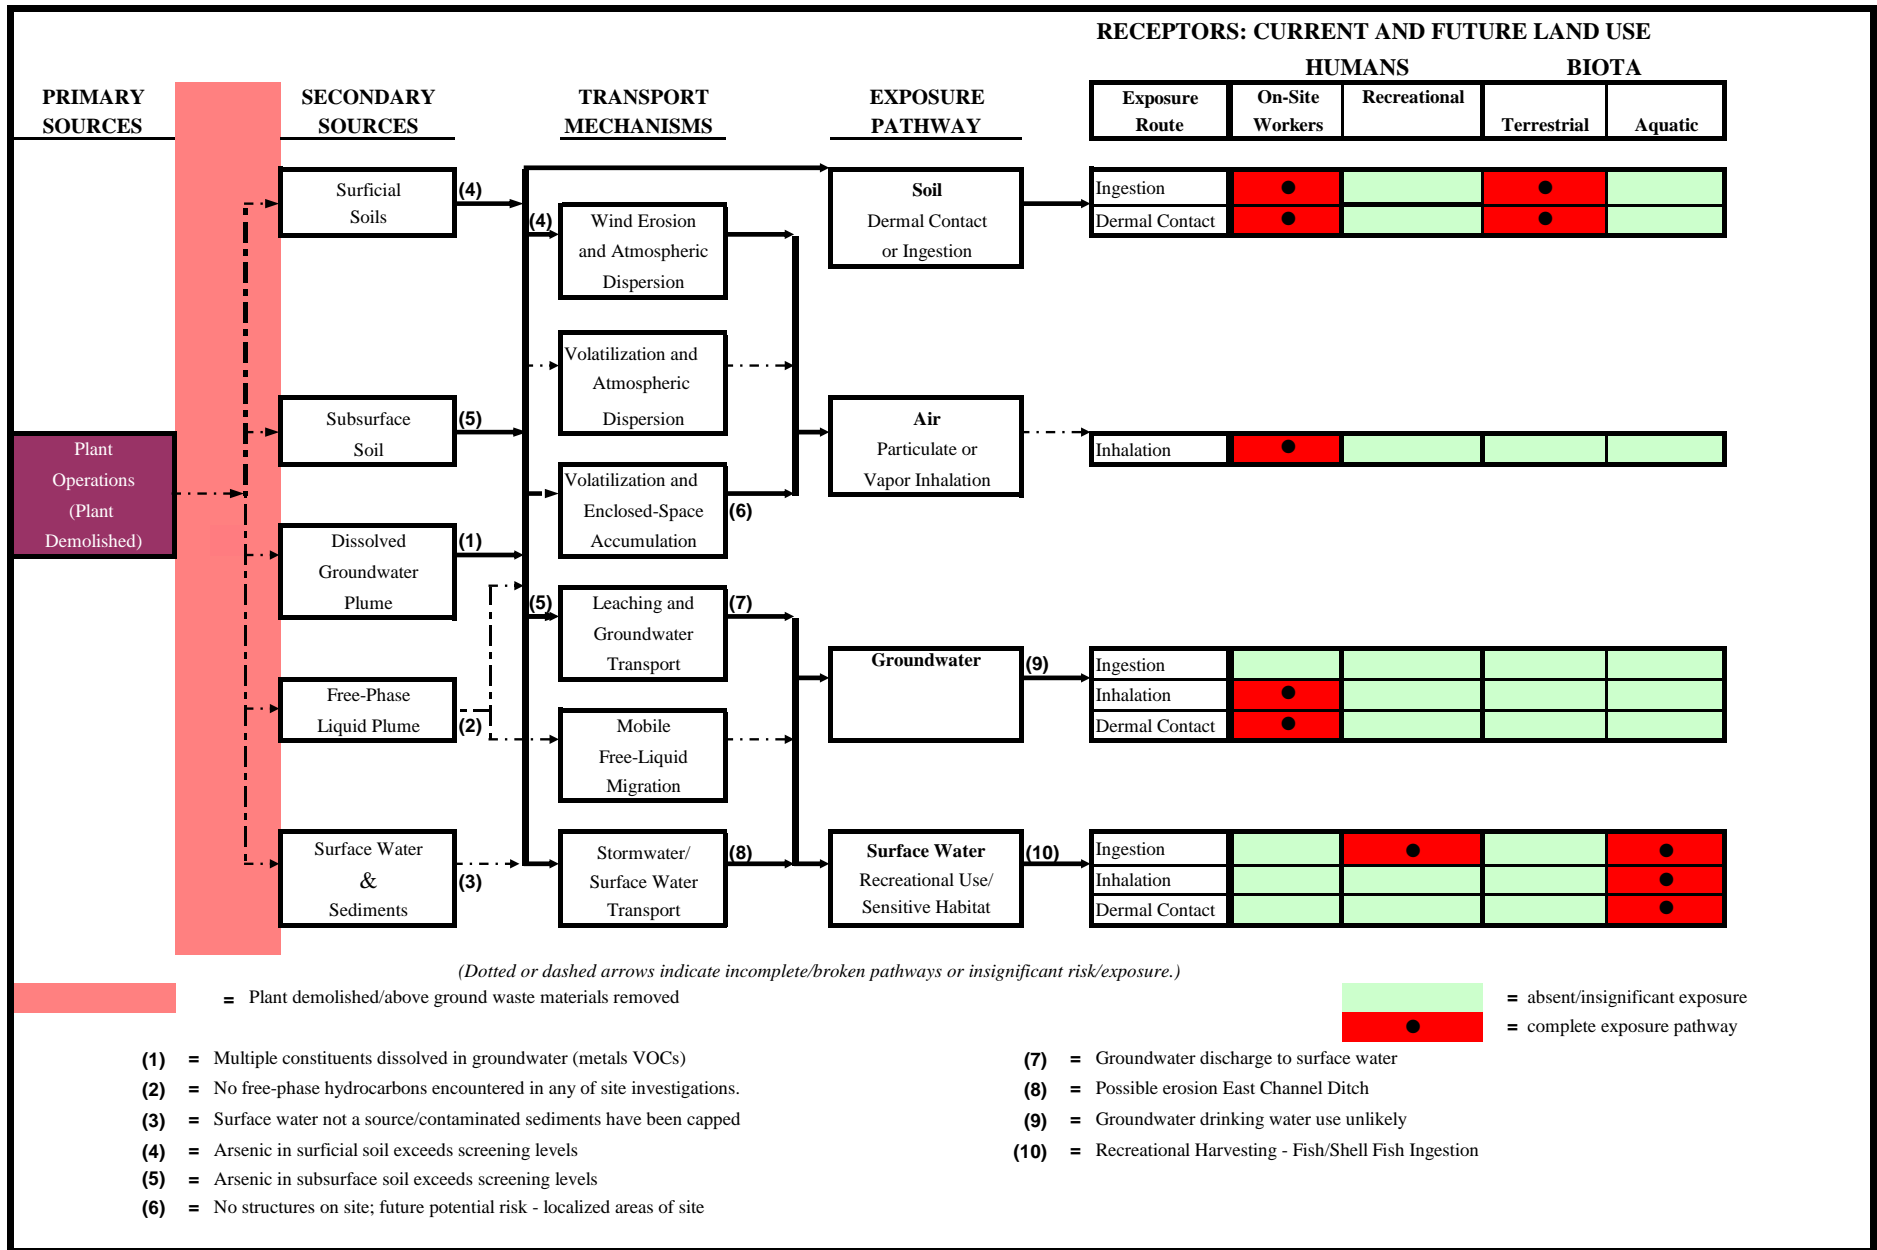 RECEPTORS: CURRENT AND FUTURE LAND USE
HUMANS BIOTA
PRIMARY SOURCES
SECONDARY SOURCES
TRANSPORT MECHANISMS
EXPOSURE PATHWAY
Exposure Route
On-Site Workers
Recreational
Terrestrial
Aquatic
Plant
Operations
(Plant
Demolished)
Surficial
Soils
(4)
Subsurface
Soil
(5)
Dissolved
Groundwater
Plume
(1)
Free-Phase
Liquid Plume
(2)
Surface Water
&
Sediments
(3)
(4)
Wind Erosion
and Atmospheric
Dispersion
Volatilization and
Atmospheric
Dispersion
Volatilization and
Enclosed-Space
Accumulation
(6)
(5)
Leaching and
Groundwater
Transport
(7)
Mobile
Free-Liquid
Migration
Stormwater/
Surface Water
Transport
(8)
Soil
Dermal Contact
or Ingestion
Air
Particulate or
Vapor Inhalation
Groundwater
(9)
Surface Water
Recreational Use/
Sensitive Habitat
(10)
Ingestion
Dermal Contact
Inhalation
Ingestion
Inhalation
Dermal Contact
Ingestion
Inhalation
Dermal Contact
(Dotted or dashed arrows indicate incomplete/broken pathways or insignificant risk/exposure.)
= Plant demolished/above ground waste materials removed
= absent/insignificant exposure
= complete exposure pathway
(1) = Multiple constituents dissolved in groundwater (metals VOCs)
(2) = No free-phase hydrocarbons encountered in any of site investigations.
(3) = Surface water not a source/contaminated sediments have been capped
(4) = Arsenic in surficial soil exceeds screening levels
(5) = Arsenic in subsurface soil exceeds screening levels
(6) = No structures on site; future potential risk - localized areas of site
(7) = Groundwater discharge to surface water
(8) = Possible erosion East Channel Ditch
(9) = Groundwater drinking water use unlikely
(10) = Recreational Harvesting - Fish/Shell Fish Ingestion